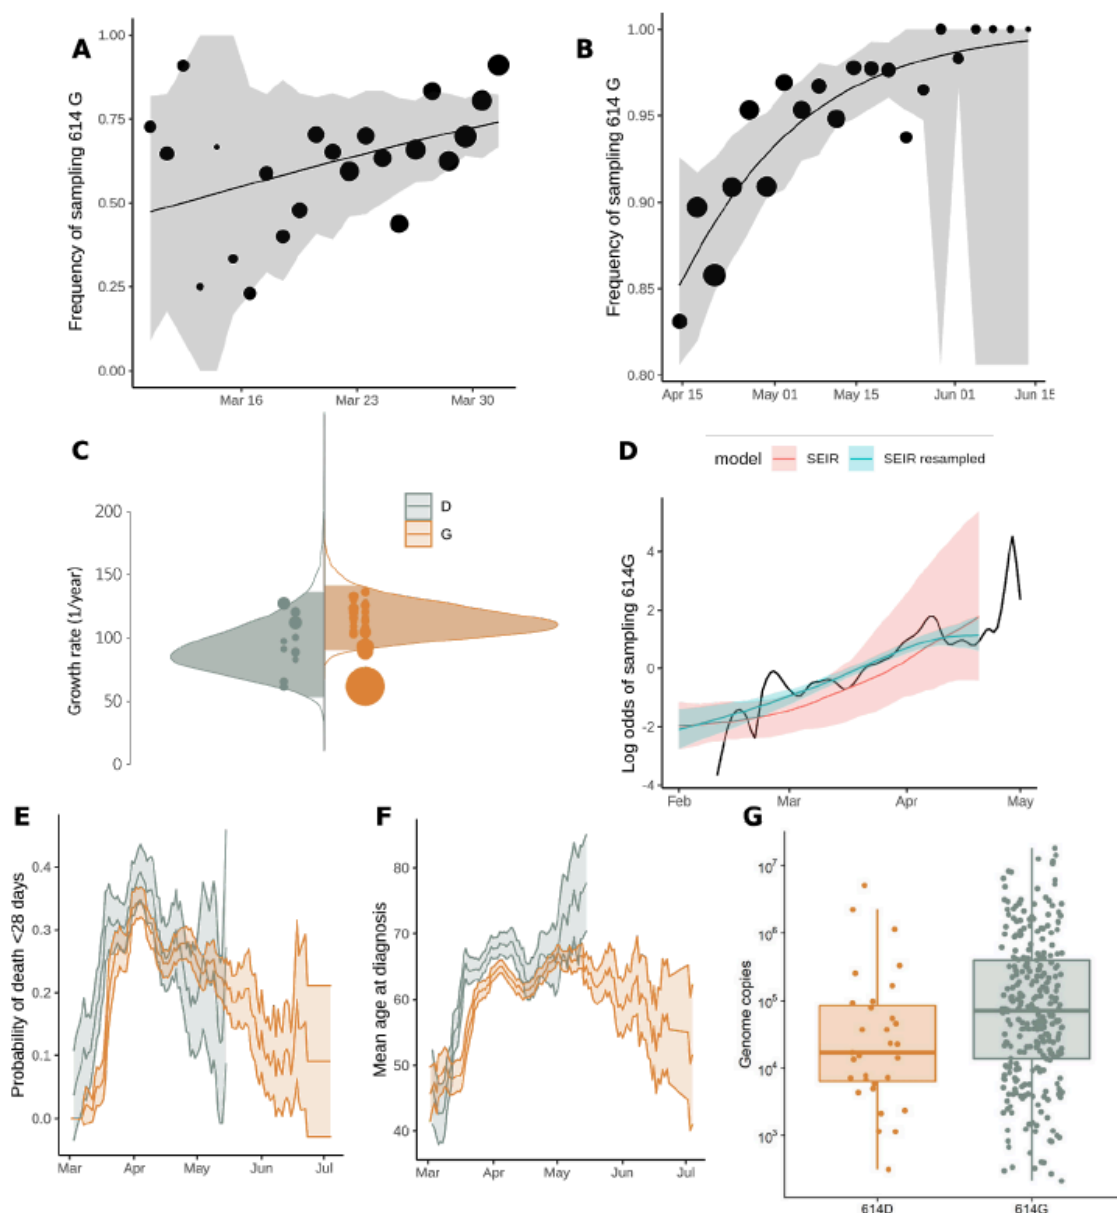 A
Frequency of sampling 614 G
1.00
0.75
0.50
0.25
0.00
Mar 16
Mar 23
Mar 30
B
Frequency of sampling 614 G
1.00
0.95
0.90
0.85
0.80
Apr 15
May 01
May 15
Jun 01
Jun 15
C
Growth rate (1/year)
200
150
100
50
0
D
G
D
model
SEIR
SEIR resampled
Log odds of sampling 614G
4
2
0
-2
-4
Feb
Mar
Apr
May
E
Probability of death <28 days
0.4
0.3
0.2
0.1
0.0
Mar
Apr
May
Jun
Jul
F
Mean age at diagnosis
80
70
60
50
40
Mar
Apr
May
Jun
Jul
G
Genome copies
10⁷
10⁶
10⁵
10⁴
10³
614D
614G